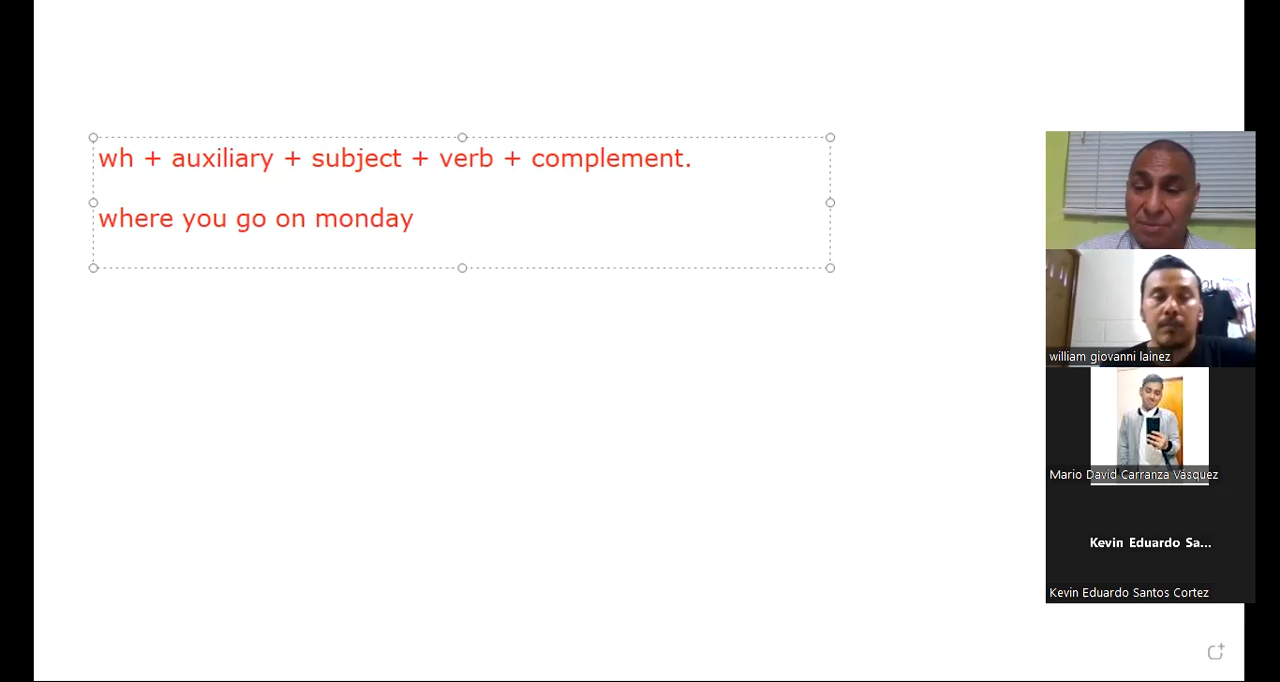 wh + auxiliary + subject + verb + complement.
where you go on monday
william giovanni lainez
Mario David Carranza Vásquez
Kevin Eduardo Sa...
Kevin Eduardo Santos Cortez